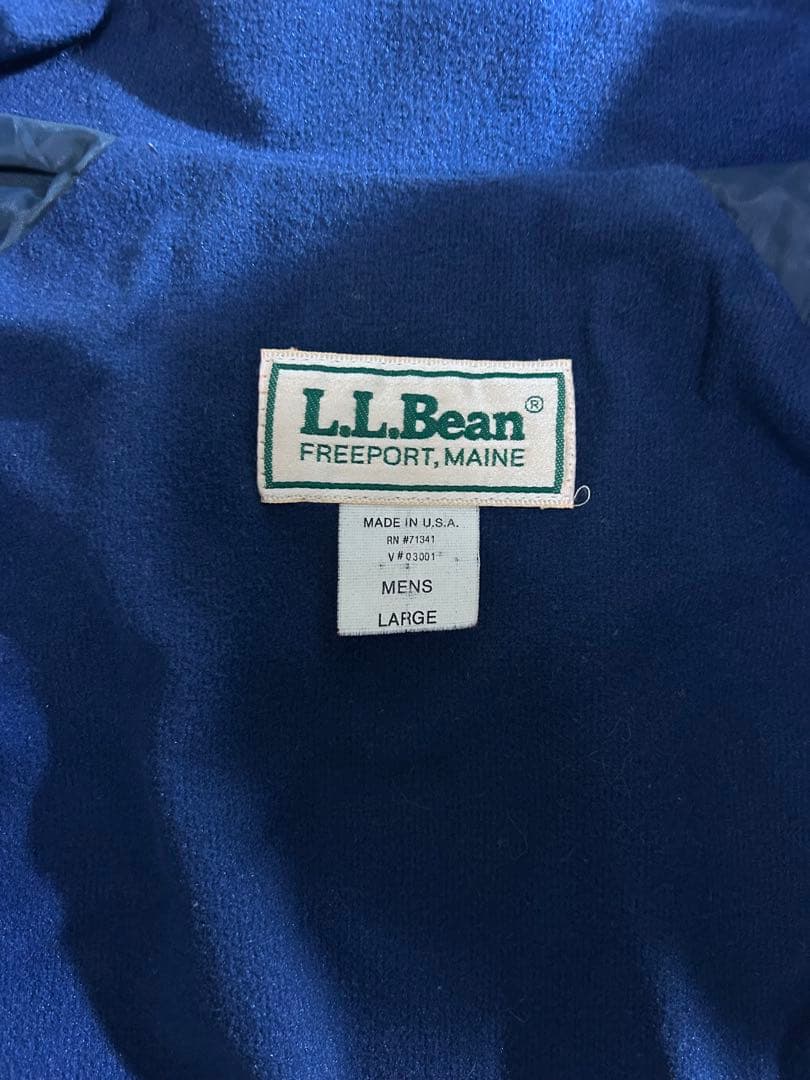 L.L.Bean®
FREEPORT, MAINE
MADE IN U.S.A.
RN #71341
V # 03001
MENS
LARGE